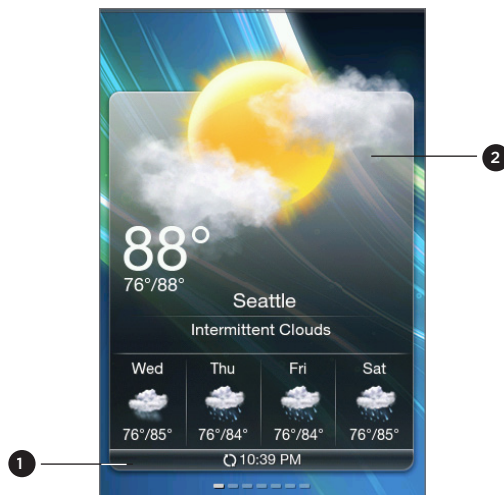 2
88°
76°/88°
Seattle
Intermittent Clouds
Wed Thu Fri Sat
76°/85° 76°/84° 76°/84° 76°/85°
1
10:39 PM